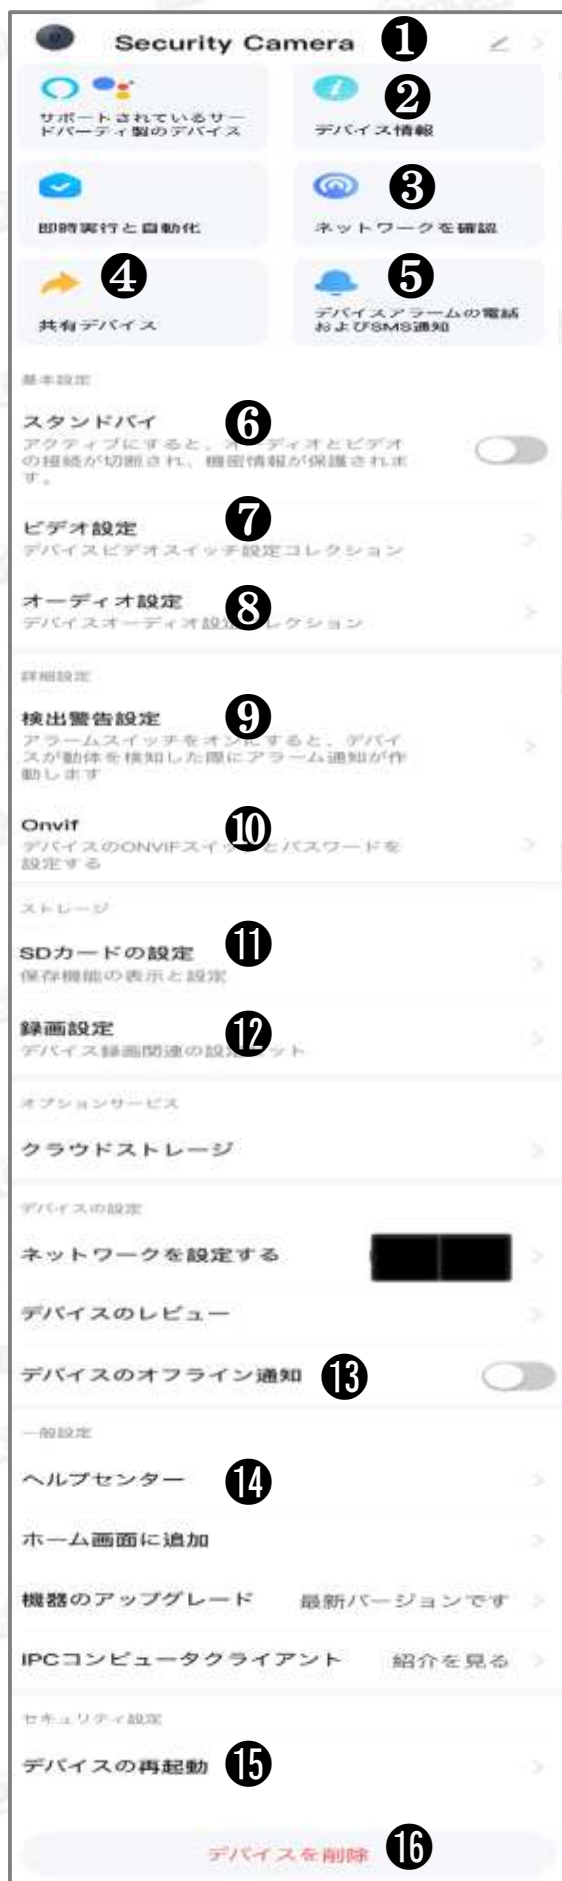 Security Camera ❶
サポートされているサー
ドパーティ製のデバイス
❷
デバイス情報
即時実行と自動化
❸
ネットワークを確認
❹
共有デバイス
❺
デバイスアラームの電話
およびSMS通知
基本設定
スタンドバイ ❻
アクティブにすると、オーディオとビデオ
の接続が切断され、機密情報が保護されま
す。
ビデオ設定 ❼
デバイスビデオスイッチ設定コレクション
オーディオ設定 ❽
デバイスオーディオ設定 レクション
詳細設定
検出警告設定 ❾
アラームスイッチをオンにすると、デバイ
スが動体を検知した際にアラーム通知が作
動します
Onvif ❿
デバイスのONVIFスイッ とパスワードを
設定する
ストレージ
SDカードの設定 ⓫
保存機能の表示と設定
録画設定 ⓬
デバイス録画関連の設定 ット
オプションサービス
クラウドストレージ
デバイスの設定
ネットワークを設定する
デバイスのレビュー
デバイスのオフライン通知 ⓭
一般設定
ヘルプセンター ⓮
ホーム画面に追加
機器のアップグレード 最新バージョンです
IPCコンピュータクライアント 紹介を見る
セキュリティ設定
デバイスの再起動 ⓯
デバイスを削除 ⓰